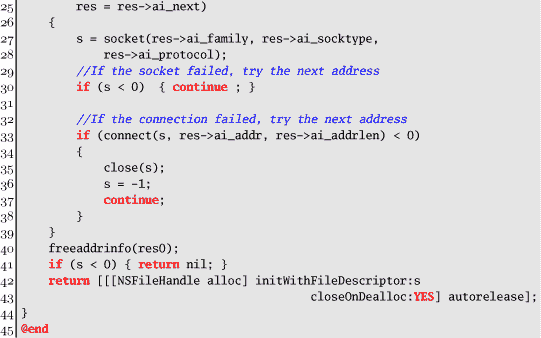 25 res = res->ai_next)
26 {
27 s = socket(res->ai_family, res->ai_socktype,
28 res->ai_protocol);
29 //If the socket failed, try the next address
30 if (s < 0) { continue ; }
31
32 //If the connection failed, try the next address
33 if (connect(s, res->ai_addr, res->ai_addrlen) < 0)
34 {
35 close(s);
36 s = -1;
37 continue;
38 }
39 }
40 freeaddrinfo(res0);
41 if (s < 0) { return nil; }
42 return [[[NSFileHandle alloc] initWithFileDescriptor:s
43 closeOnDealloc:YES] autorelease];
44 }
45 @end